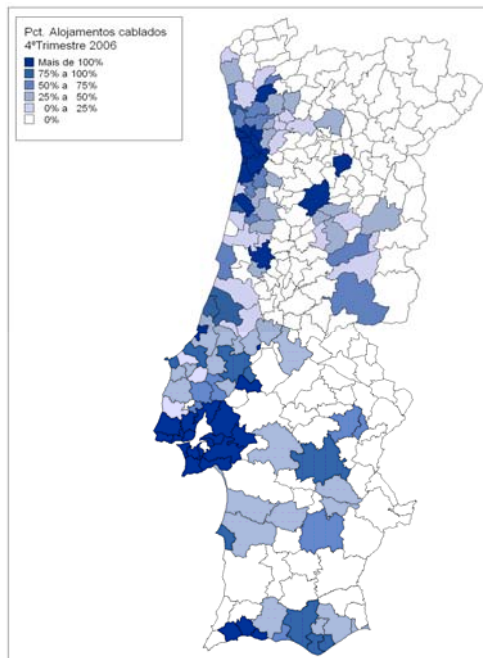 Pct. Alojamentos cablados
4ºTrimestre 2006
Mais de 100%
75% a 100%
50% a 75%
25% a 50%
0% a 25%
0%